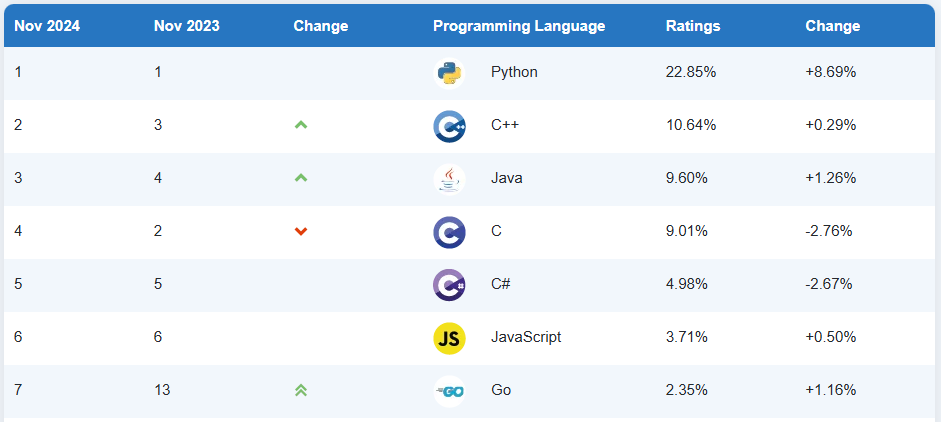 Nov 2024 Nov 2023 Change Programming Language Ratings Change
1 1 Python 22.85% +8.69%
2 3 C++ 10.64% +0.29%
3 4 Java 9.60% +1.26%
4 2 C 9.01% -2.76%
5 5 C# 4.98% -2.67%
6 6 JS JavaScript 3.71% +0.50%
7 13 GO Go 2.35% +1.16%